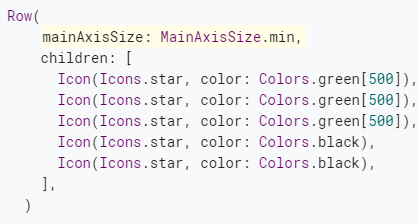 Row(
    mainAxisSize: MainAxisSize.min,
    children: [
      Icon(Icons.star, color: Colors.green[500]),
      Icon(Icons.star, color: Colors.green[500]),
      Icon(Icons.star, color: Colors.green[500]),
      Icon(Icons.star, color: Colors.black),
      Icon(Icons.star, color: Colors.black),
    ],
  )